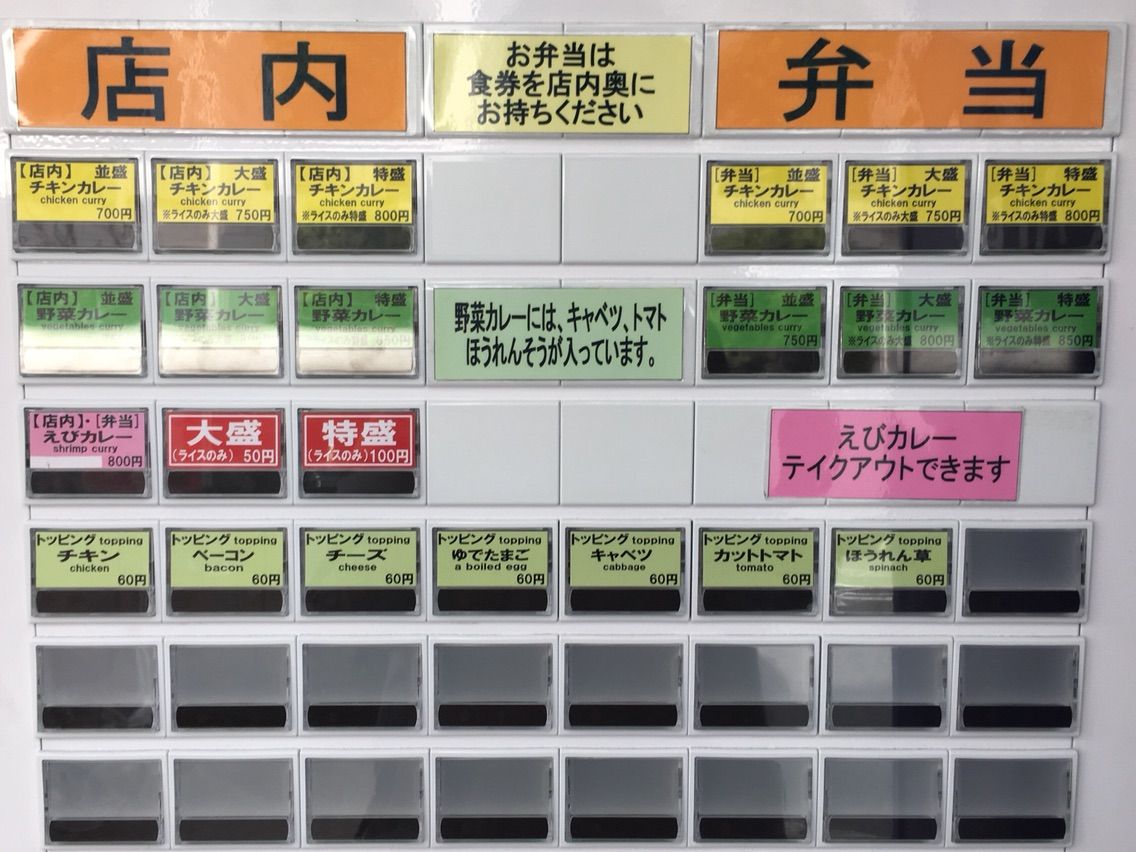 店内
お弁当は
食券を店内奥に
お持ちください
弁当
【店内】 並盛
チキンカレー
chicken curry
700円
【店内】 大盛
チキンカレー
chicken curry
※ライスのみ大盛 750円
【店内】 特盛
チキンカレー
chicken curry
※ライスのみ特盛 800円
[弁当] 並盛
チキンカレー
chicken curry
700円
[弁当] 大盛
チキンカレー
chicken curry
※ライスのみ大盛 750円
[弁当] 特盛
チキンカレー
chicken curry
※ライスのみ特盛 800円
【店内】 並盛
野菜カレー
vegetables curry
【店内】 大盛
野菜カレー
vegetables curry
【店内】 特盛
野菜カレー
vegetables curry
※ライスのみ特盛 850円
野菜カレーには、キャベツ、トマト
ほうれんそうが入っています。
[弁当] 並盛
野菜カレー
vegetables curry
750円
[弁当] 大盛
野菜カレー
vegetables curry
※ライスのみ大盛 800円
[弁当] 特盛
野菜カレー
vegetables curry
※ライスのみ特盛 850円
【店内】・[弁当]
えびカレー
shrimp curry
800円
大盛
(ライスのみ) 50円
特盛
(ライスのみ)100円
えびカレー
テイクアウトできます
トッピング topping
チキン
chicken
60円
トッピング topping
ベーコン
bacon
60円
トッピング topping
チーズ
cheese
60円
トッピング topping
ゆでたまご
a boiled egg
60円
トッピング topping
キャベツ
cabbage
60円
トッピング topping
カットトマト
tomato
60円
トッピング topping
ほうれん草
spinach
60円